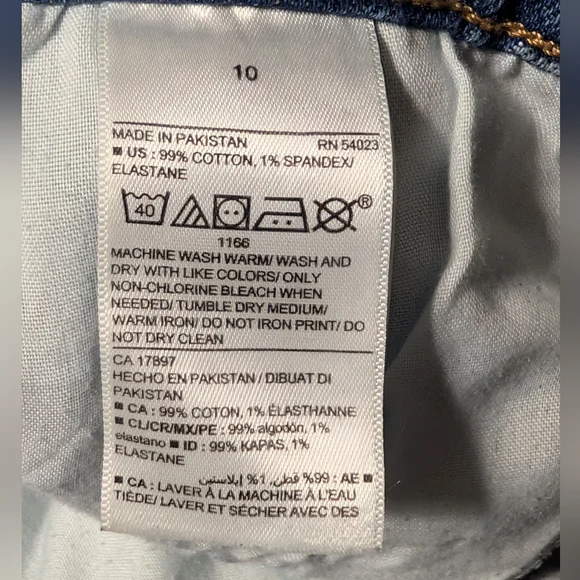 10
MADE IN PAKISTAN RN 54023
■ US : 99% COTTON, 1% SPANDEX/
ELASTANE
40 ®
1166
MACHINE WASH WARM/ WASH AND
DRY WITH LIKE COLORS/ ONLY
NON-CHLORINE BLEACH WHEN
NEEDED/ TUMBLE DRY MEDIUM/
WARM IRON/ DO NOT IRON PRINT/ DO
NOT DRY CLEAN
CA 17897
HECHO EN PAKISTAN / DIBUAT DI
PAKISTAN
■ CA : 99% COTON, 1% ÉLASTHANNE
■ CL/CR/MX/PE : 99% algodón, 1%
elastano ■ ID : 99% KAPAS, 1%
ELASTANE
■ AE : 99% قطن, 1% إيلاستين
■ CA : LAVER À LA MACHINE À L'EAU
TIÈDE/ LAVER ET SÉCHER AVEC DES